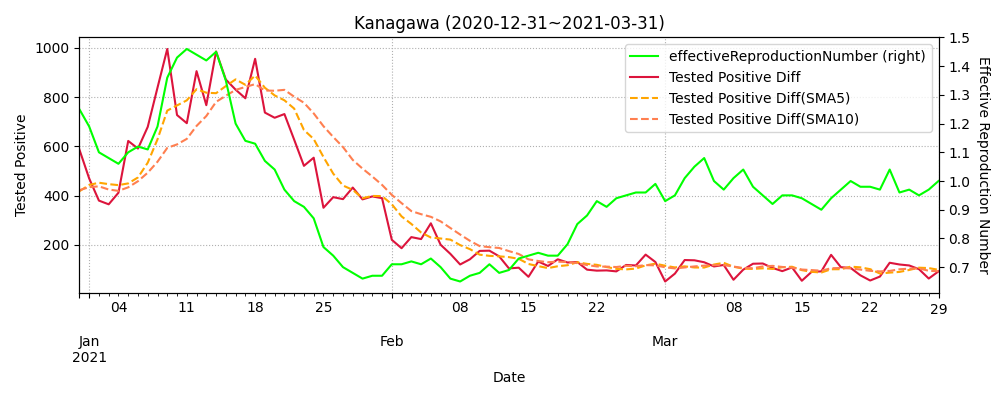 Kanagawa (2020-12-31~2021-03-31)
effectiveReproductionNumber (right)
Tested Positive Diff
Tested Positive Diff(SMA5)
Tested Positive Diff(SMA10)
Tested Positive
1000
800
600
400
200
1.5
1.4
1.3
1.2
1.1
1.0
0.9
0.8
0.7
Effective Reproduction Number
04 11 18 25 08 15 22 08 15 22 29
Jan Feb Mar
2021
Date